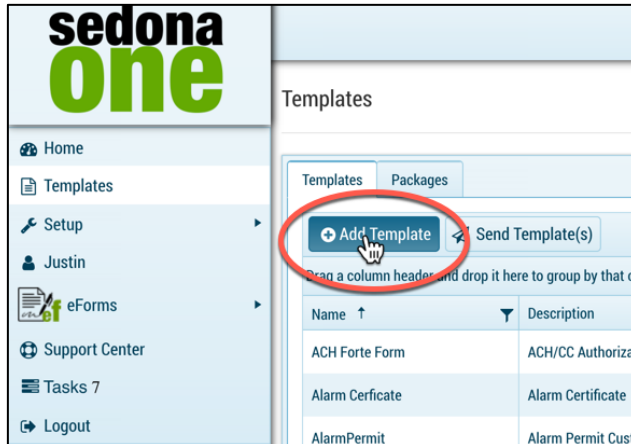 sedona
one
Home
Templates
Setup
Justin
eForms
Support Center
Tasks 7
Logout
Templates
Templates Packages
Add Template Send Template(s)
Drag a column header and drop it here to group by that
Name Description
ACH Forte Form ACH/CC
Alarm Cerficate Alarm Certificate
AlarmPermit Alarm Permit